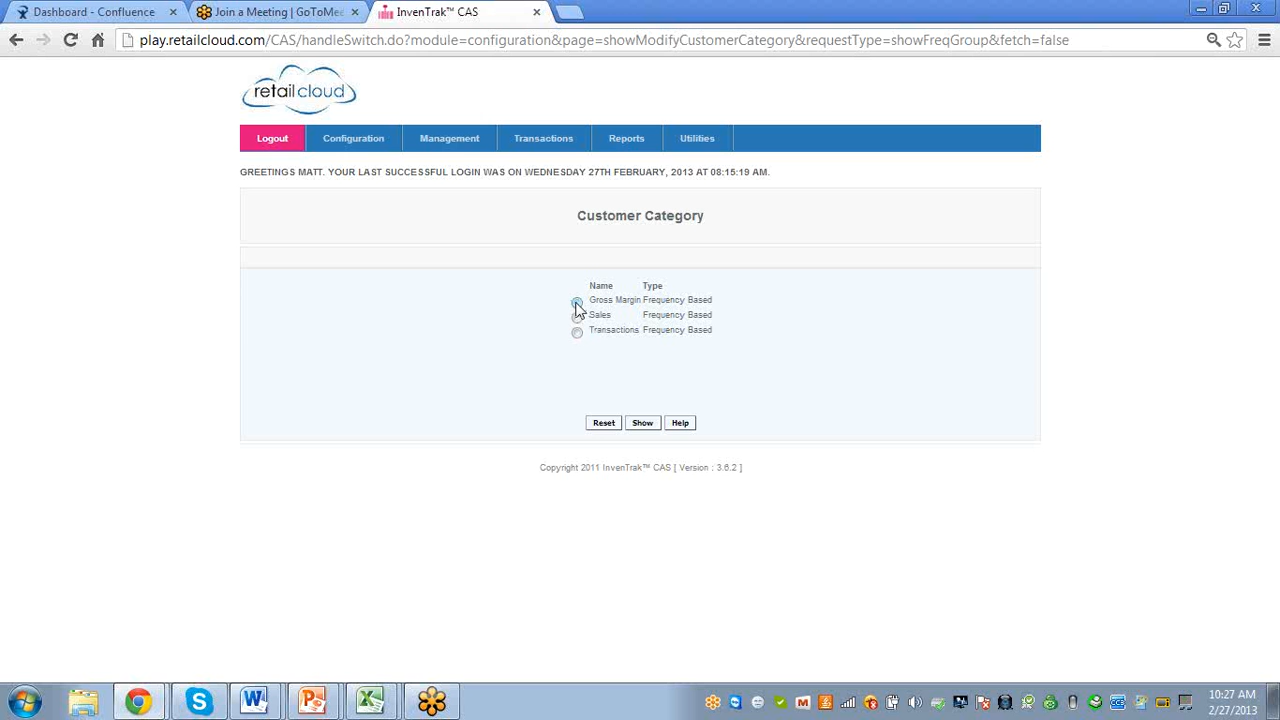 Dashboard - Confluence
Join a Meeting | GoToMee
InvenTrak™ CAS
play.retailcloud.com/CAS/handleSwitch.do?module=configuration&page=showModifyCustomerCategory&requestType=showFreqGroup&fetch=false
retailcloud
Logout Configuration Management Transactions Reports Utilities
GREETINGS MATT. YOUR LAST SUCCESSFUL LOGIN WAS ON WEDNESDAY 27TH FEBRUARY, 2013 AT 08:15:19 AM.
Customer Category
Name Type
Gross Margin Frequency Based
Sales Frequency Based
Transactions Frequency Based
Reset Show Help
Copyright 2011 InvenTrak™ CAS [ Version : 3.6.2 ]
10:27 AM
2/27/2013